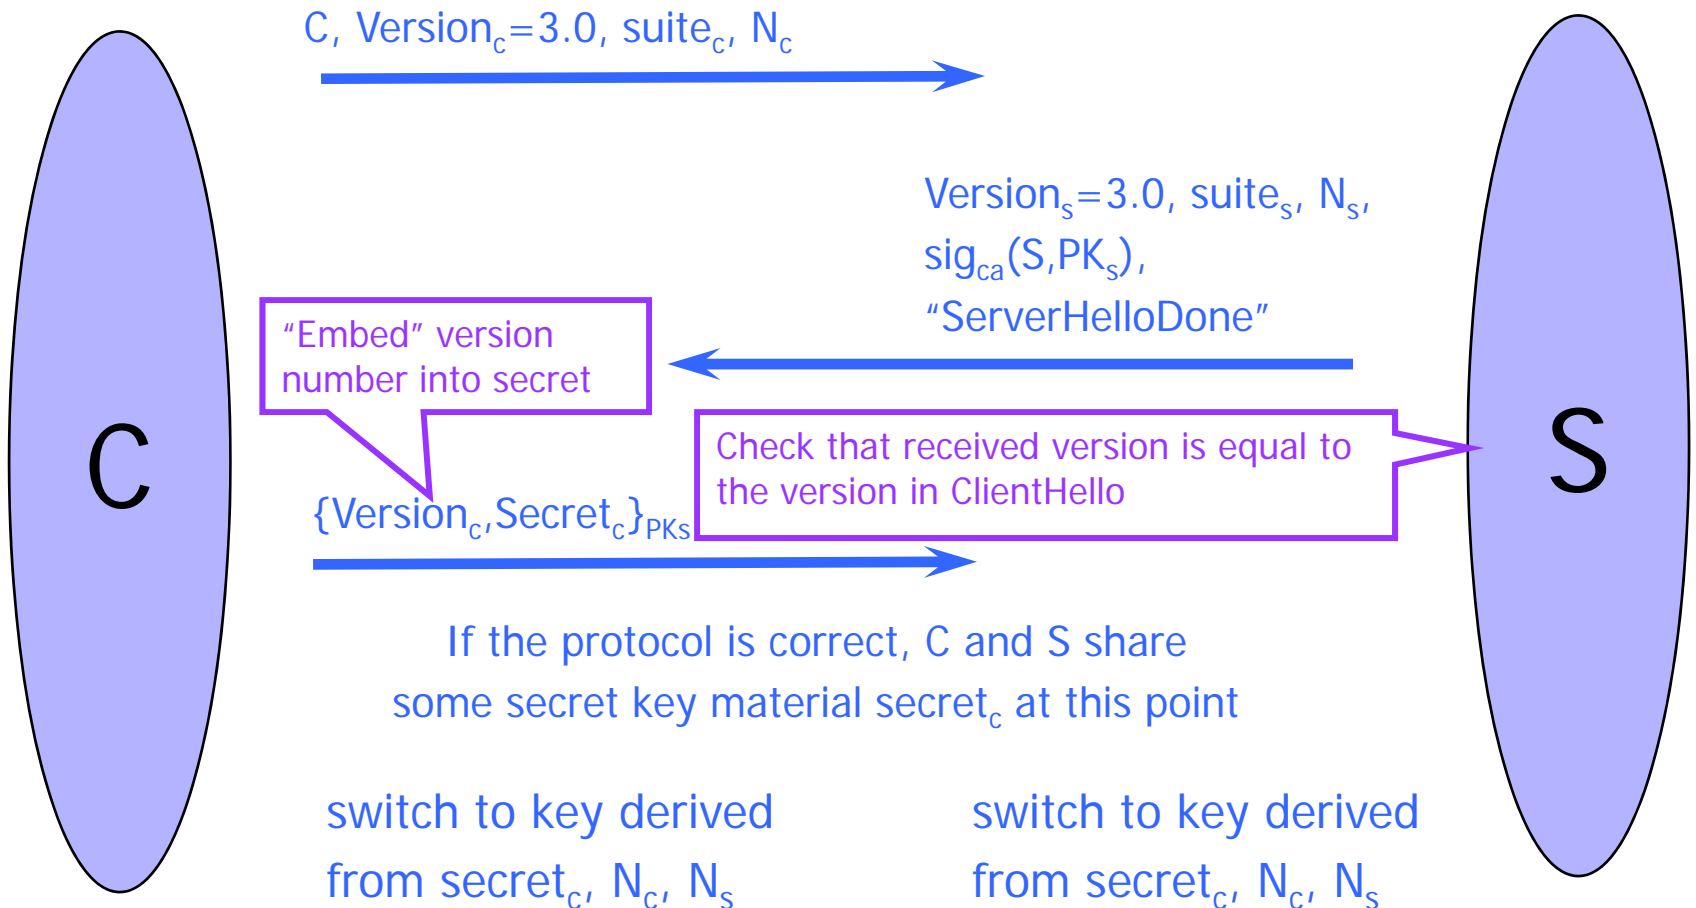 C, Version_c=3.0, suite_c, N_c
Version_s=3.0, suite_s, N_s,
sig_ca(S,PK_s),
“ServerHelloDone”
“Embed” version
number into secret
C
S
Check that received version is equal to
the version in ClientHello
{Version_c,Secret_c}_PKs
If the protocol is correct, C and S share
some secret key material secret_c at this point
switch to key derived
from secret_c, N_c, N_s
switch to key derived
from secret_c, N_c, N_s